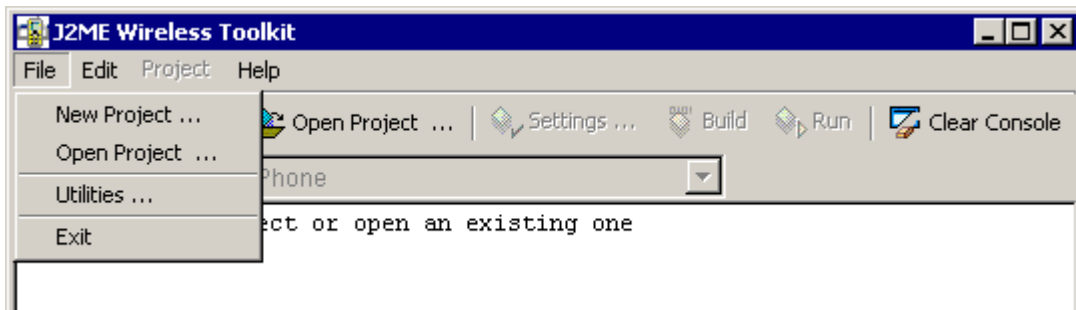 J2ME Wireless Toolkit
File Edit Project Help
New Project ...
Open Project ...
Utilities ...
Exit
Open Project ... Settings ... Build Run Clear Console
Phone
ect or open an existing one